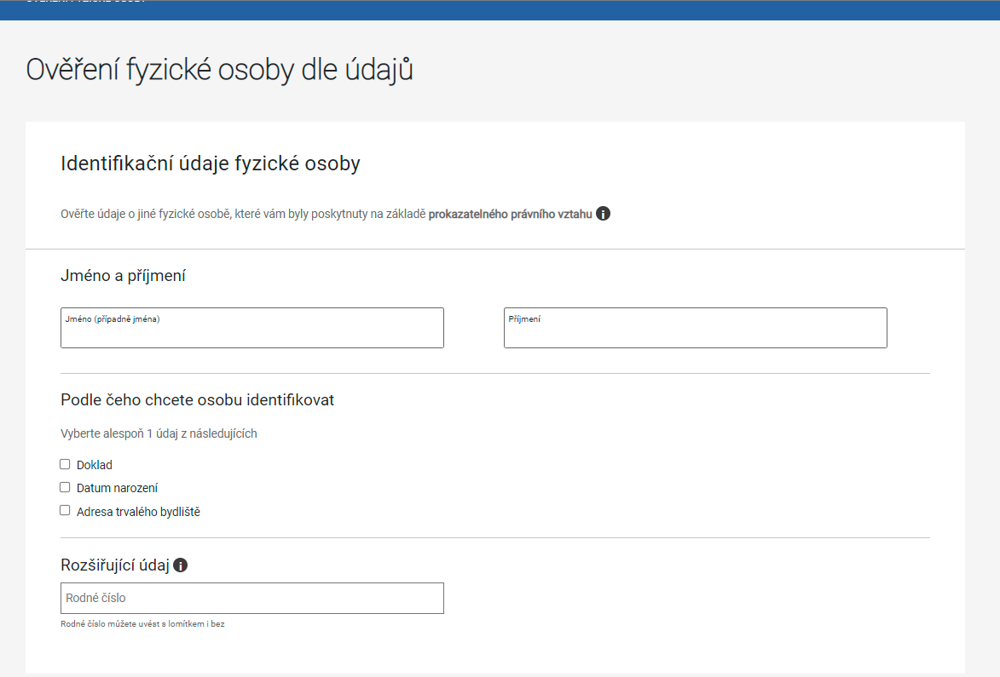 Ověření fyzické osoby dle údajů
Identifikační údaje fyzické osoby
Ověřte údaje o jiné fyzické osobě, které vám byly poskytnuty na základě prokazatelného právního vztahu
Jméno a příjmení
Jméno (případně jména)
Příjmení
Podle čeho chcete osobu identifikovat
Vyberte alespoň 1 údaj z následujících
Doklad
Datum narození
Adresa trvalého bydliště
Rozšiřující údaj
Rodné číslo
Rodné číslo můžete uvést s lomítkem i bez